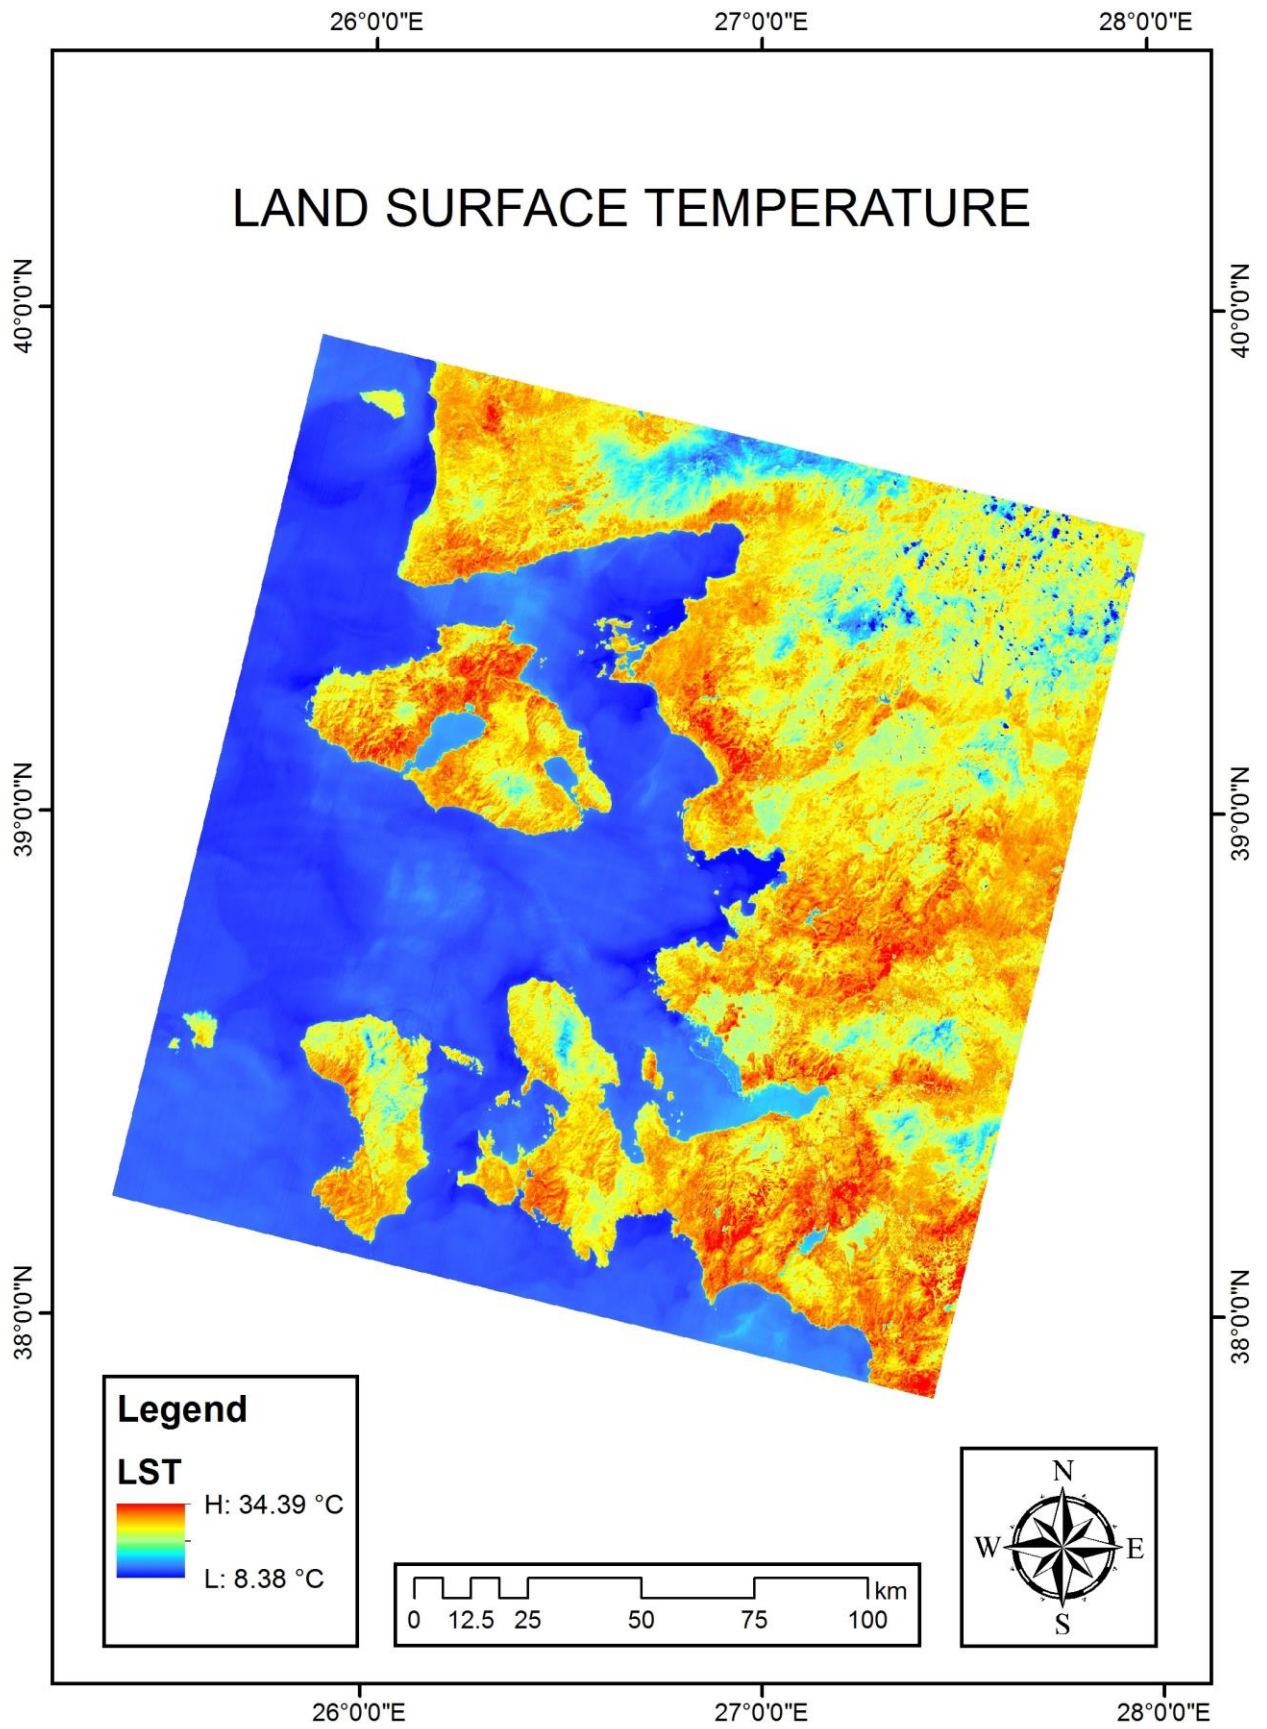 26°0'0"E 27°0'0"E 28°0'0"E
LAND SURFACE TEMPERATURE
40°0'0"N 40°0'0"N
39°0'0"N 39°0'0"N
38°0'0"N 38°0'0"N
Legend
LST
H: 34.39 °C
L: 8.38 °C
km
0 12.5 25 50 75 100
N
W E
S
26°0'0"E 27°0'0"E 28°0'0"E